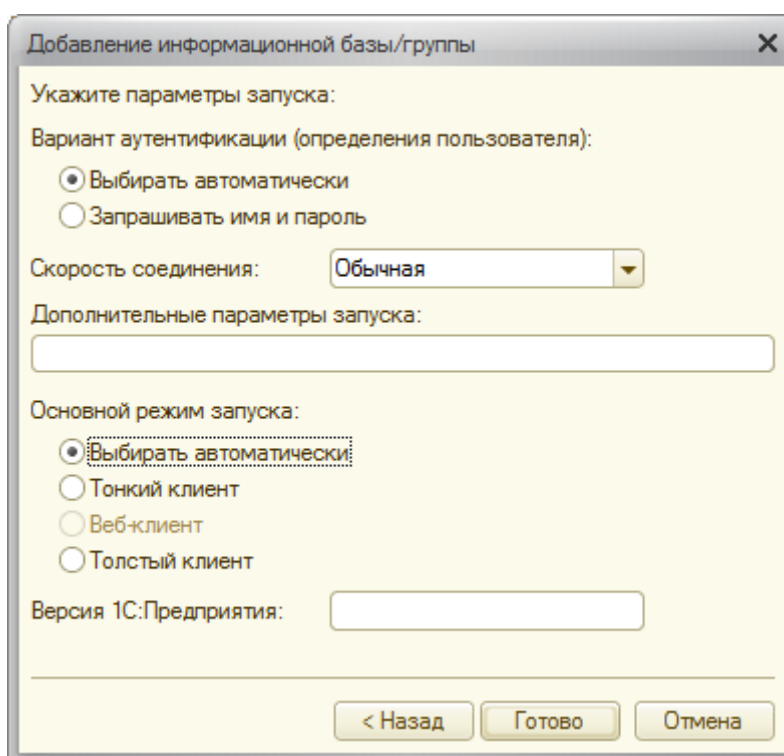 Добавление информационной базы/группы
Укажите параметры запуска:
Вариант аутентификации (определения пользователя):
Выбирать автоматически
Запрашивать имя и пароль
Скорость соединения: Обычная
Дополнительные параметры запуска:
Основной режим запуска:
Выбирать автоматически
Тонкий клиент
Веб-клиент
Толстый клиент
Версия 1С:Предприятия:
< Назад Готово Отмена